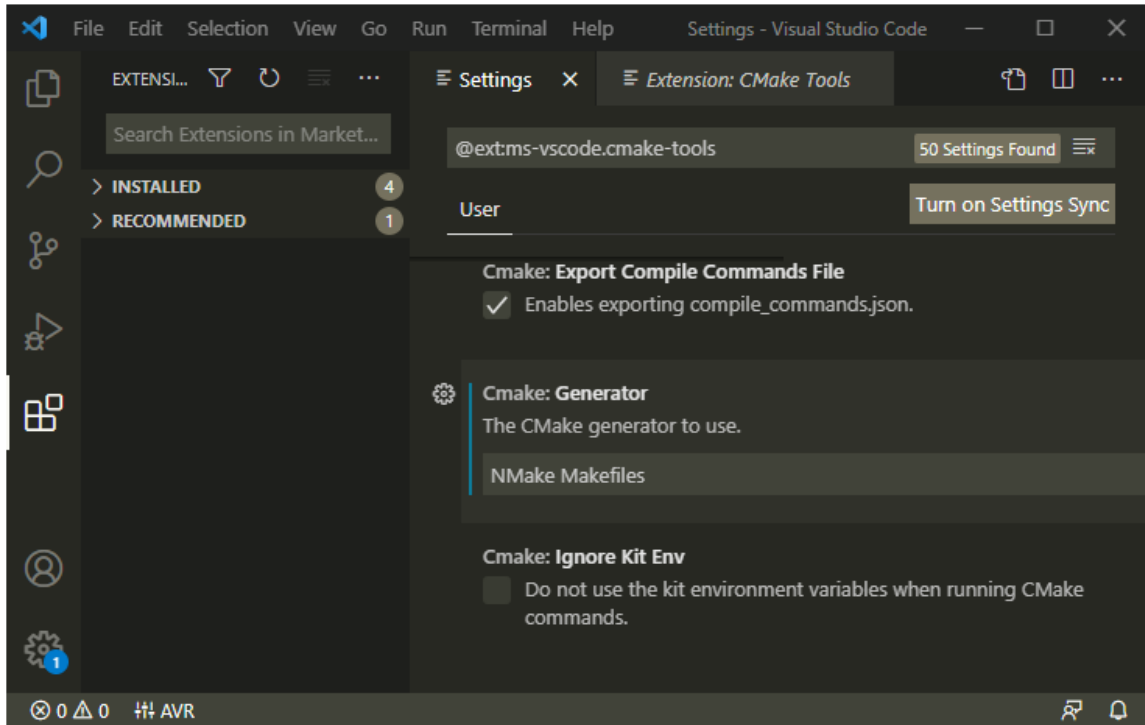 File Edit Selection View Go Run Terminal Help Settings - Visual Studio Code
EXTENSI...
Settings
Extension: CMake Tools
Search Extensions in Market...
INSTALLED 4
RECOMMENDED 1
@ext:ms-vscode.cmake-tools
50 Settings Found
User
Turn on Settings Sync
Cmake: Export Compile Commands File
Enables exporting compile_commands.json.
Cmake: Generator
The CMake generator to use.
NMake Makefiles
Cmake: Ignore Kit Env
Do not use the kit environment variables when running CMake
commands.
1
0 0 AVR